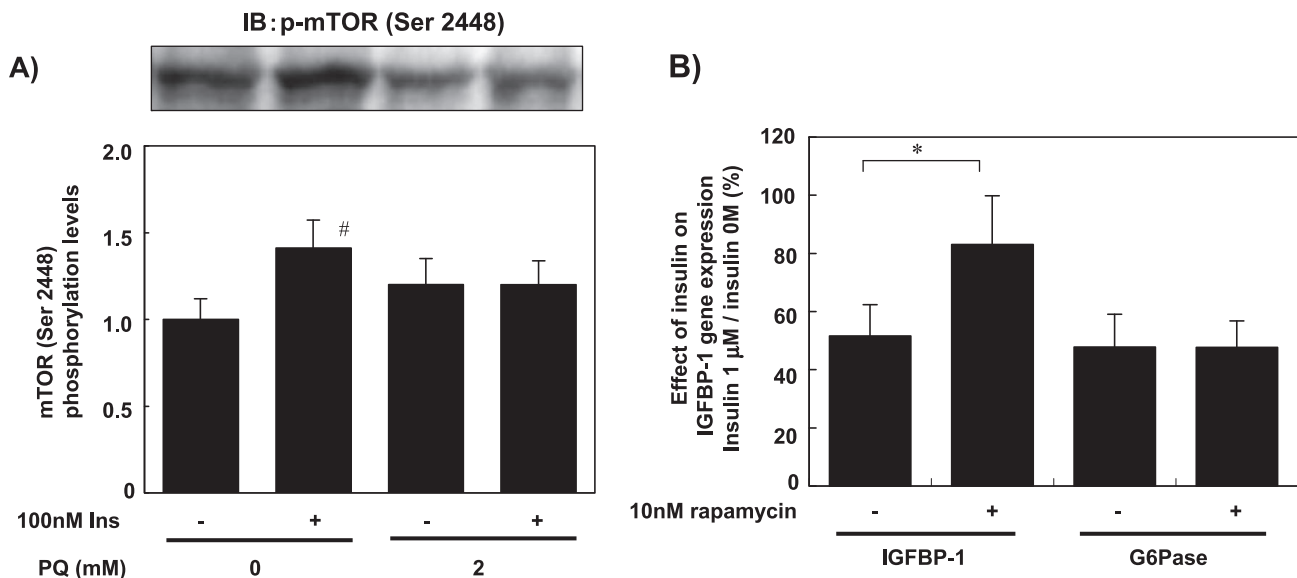 A)
IB: p-mTOR (Ser 2448)
mTOR (Ser 2448)
phosphorylation levels
2.0
1.5
1.0
0.5
0
#
100nM Ins - + - +
PQ (mM) 0 2
B)
Effect of insulin on
IGFBP-1 gene expression
Insulin 1 µM / insulin 0M (%)
120
100
80
60
40
20
0
*
10nM rapamycin - + - +
IGFBP-1 G6Pase